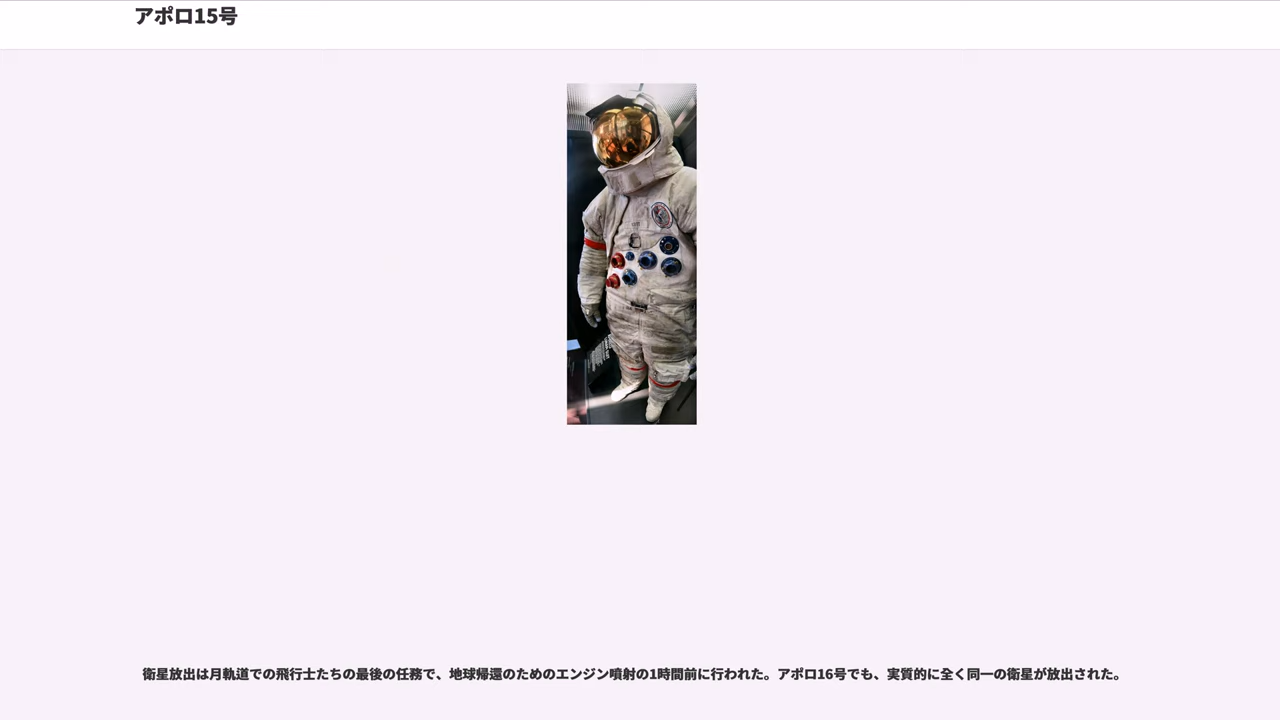 アポロ15号
衛星放出は月軌道での飛行士たちの最後の任務で、地球帰還のためのエンジン噴射の1時間前に行われた。アポロ16号でも、実質的に全く同一の衛星が放出された。